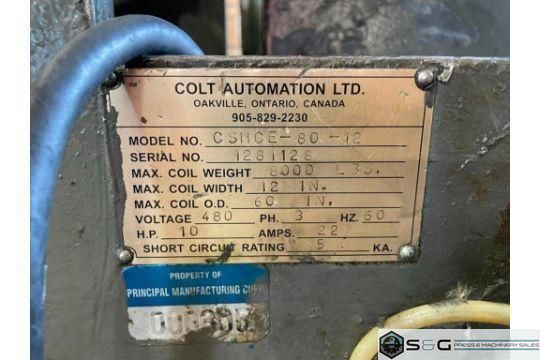 COLT AUTOMATION LTD.
OAKVILLE, ONTARIO, CANADA
905-829-2230
MODEL NO. CSHCE-80-12
SERIAL NO. 1281128
MAX. COIL WEIGHT 8000 LBS.
MAX. COIL WIDTH 12 IN.
MAX. COIL O.D. 60 IN.
VOLTAGE 480 PH. 3 HZ. 60
H.P. 10 AMPS. 22
SHORT CIRCUIT RATING 5 KA.
PROPERTY OF
PRINCIPAL MANUFACTURING
S&G PRESS & MACHINERY SALES